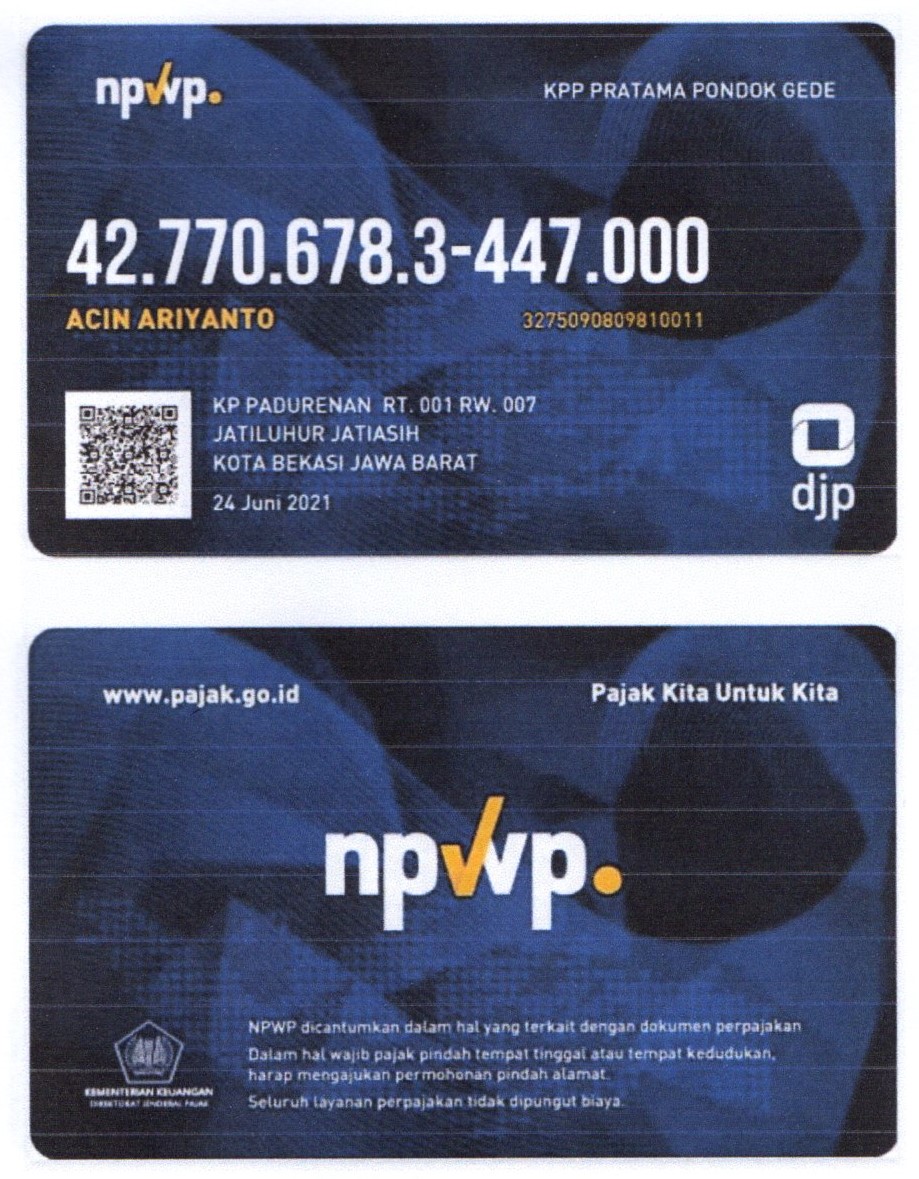 npwp.
KPP PRATAMA PONDOK GEDE
42.770.678.3-447.000
ACIN ARIYANTO
3275090809810011
KP PADURENAN RT. 001 RW. 007
JATILUHUR JATIASIH
KOTA BEKASI JAWA BARAT
24 Juni 2021
djp
www.pajak.go.id
Pajak Kita Untuk Kita
npwp.
NPWP dicantumkan dalam hal yang terkait dengan dokumen perpajakan
Dalam hal wajib pajak pindah tempat tinggal atau tempat kedudukan,
harap mengajukan permohonan pindah alamat.
Seluruh layanan perpajakan tidak dipungut biaya.
KEMENTERIAN KEUANGAN
DIREKTORAT JENDERAL PAJAK